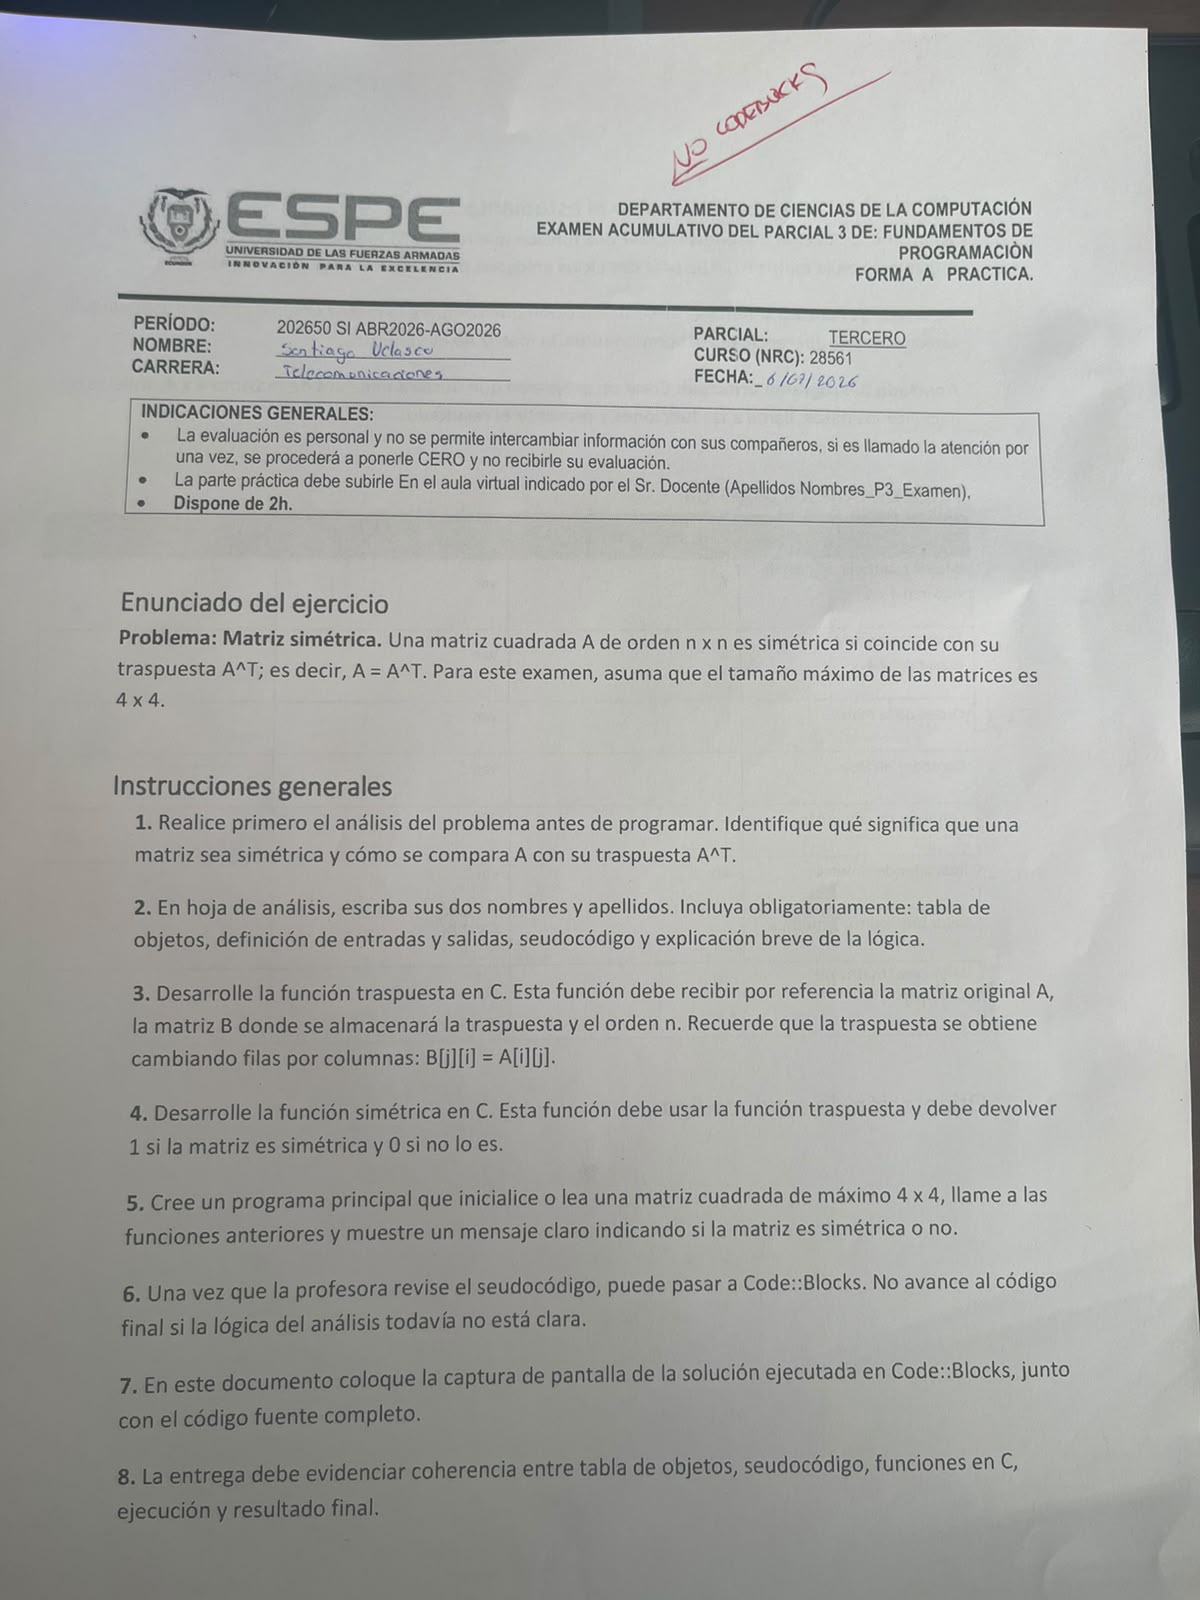 NO CODEBLOCKS
ESPE
UNIVERSIDAD DE LAS FUERZAS ARMADAS
INNOVACIÓN PARA LA EXCELENCIA
ECUADOR
DEPARTAMENTO DE CIENCIAS DE LA COMPUTACIÓN
EXAMEN ACUMULATIVO DEL PARCIAL 3 DE: FUNDAMENTOS DE
PROGRAMACIÒN
FORMA A PRACTICA.
PERÍODO: 202650 SI ABR2026-AGO2026
NOMBRE: Santiago Velasco
CARRERA: Telecomunicaciones
PARCIAL: TERCERO
CURSO (NRC): 28561
FECHA:_ 6/07/2026
INDICACIONES GENERALES:
• La evaluación es personal y no se permite intercambiar información con sus compañeros, si es llamado la atención por
una vez, se procederá a ponerle CERO y no recibirle su evaluación.
• La parte práctica debe subirle En el aula virtual indicado por el Sr. Docente (Apellidos Nombres_P3_Examen),
• Dispone de 2h.
Enunciado del ejercicio
Problema: Matriz simétrica. Una matriz cuadrada A de orden n x n es simétrica si coincide con su
traspuesta A^T; es decir, A = A^T. Para este examen, asuma que el tamaño máximo de las matrices es
4 x 4.
Instrucciones generales
1. Realice primero el análisis del problema antes de programar. Identifique qué significa que una
matriz sea simétrica y cómo se compara A con su traspuesta A^T.
2. En hoja de análisis, escriba sus dos nombres y apellidos. Incluya obligatoriamente: tabla de
objetos, definición de entradas y salidas, seudocódigo y explicación breve de la lógica.
3. Desarrolle la función traspuesta en C. Esta función debe recibir por referencia la matriz original A,
la matriz B donde se almacenará la traspuesta y el orden n. Recuerde que la traspuesta se obtiene
cambiando filas por columnas: B[j][i] = A[i][j].
4. Desarrolle la función simétrica en C. Esta función debe usar la función traspuesta y debe devolver
1 si la matriz es simétrica y 0 si no lo es.
5. Cree un programa principal que inicialice o lea una matriz cuadrada de máximo 4 x 4, llame a las
funciones anteriores y muestre un mensaje claro indicando si la matriz es simétrica o no.
6. Una vez que la profesora revise el seudocódigo, puede pasar a Code::Blocks. No avance al código
final si la lógica del análisis todavía no está clara.
7. En este documento coloque la captura de pantalla de la solución ejecutada en Code::Blocks, junto
con el código fuente completo.
8. La entrega debe evidenciar coherencia entre tabla de objetos, seudocódigo, funciones en C,
ejecución y resultado final.